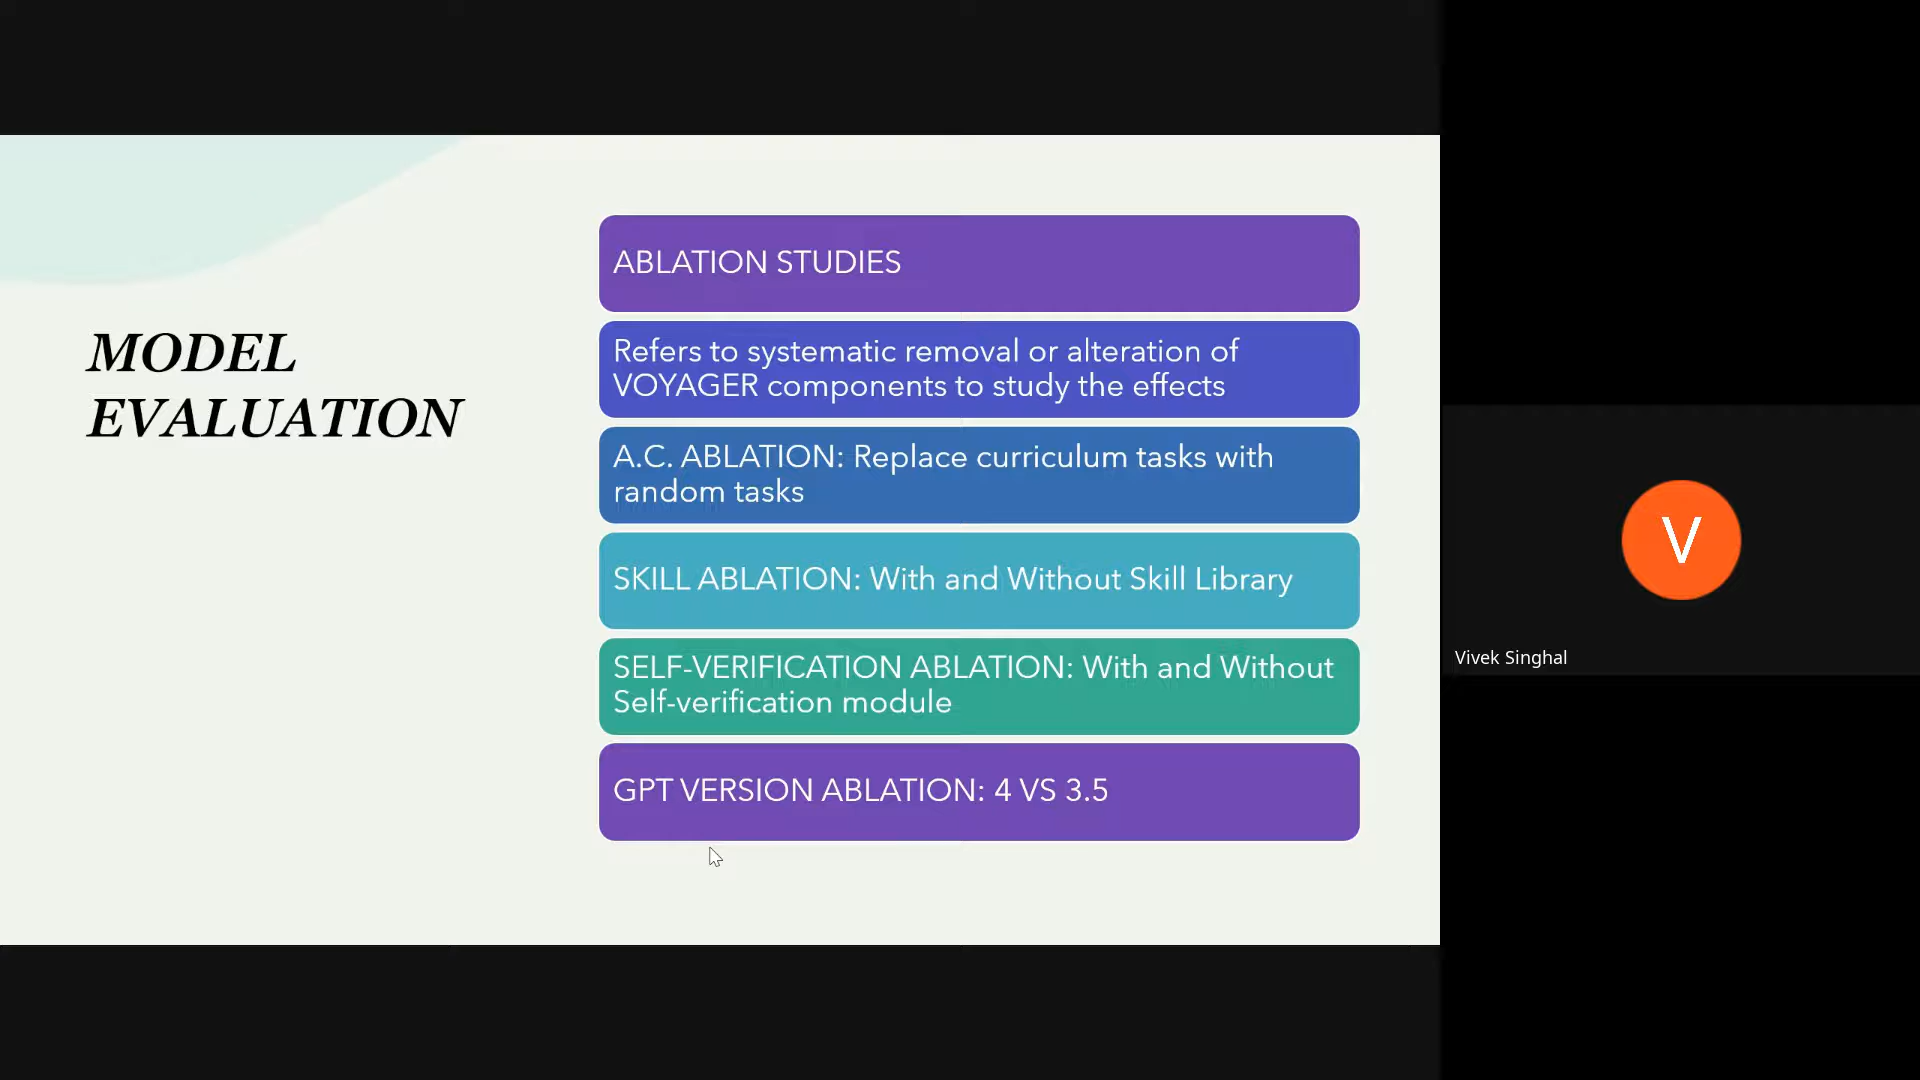 MODEL
EVALUATION
ABLATION STUDIES
Refers to systematic removal or alteration of
VOYAGER components to study the effects
A.C. ABLATION: Replace curriculum tasks with
random tasks
SKILL ABLATION: With and Without Skill Library
SELF-VERIFICATION ABLATION: With and Without
Self-verification module
GPT VERSION ABLATION: 4 VS 3.5
V
Vivek Singhal